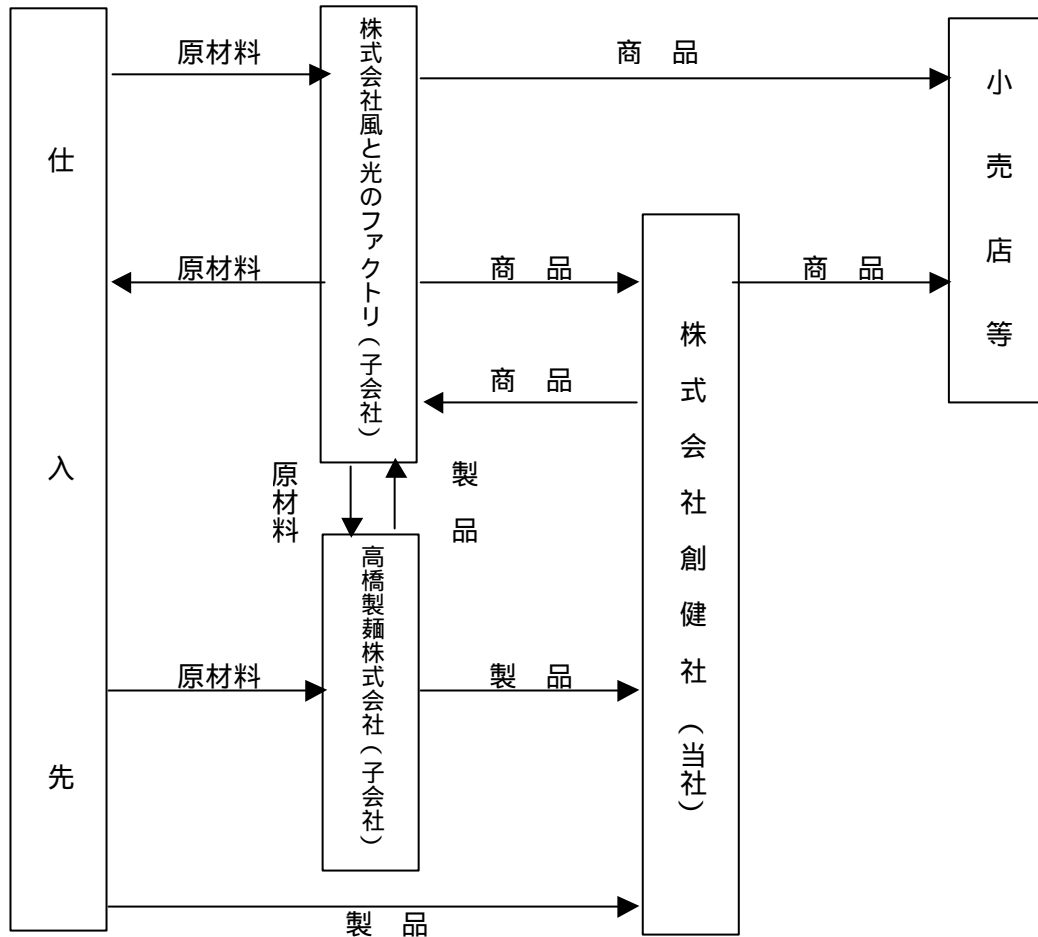 仕入先
原材料
株式会社風と光のファクトリ(子会社)
商 品
小売店等
原材料
商 品
商 品
商 品
株式会社創健社(当社)
原材料
製 品
高橋製麺株式会社(子会社)
原材料
製 品
製 品